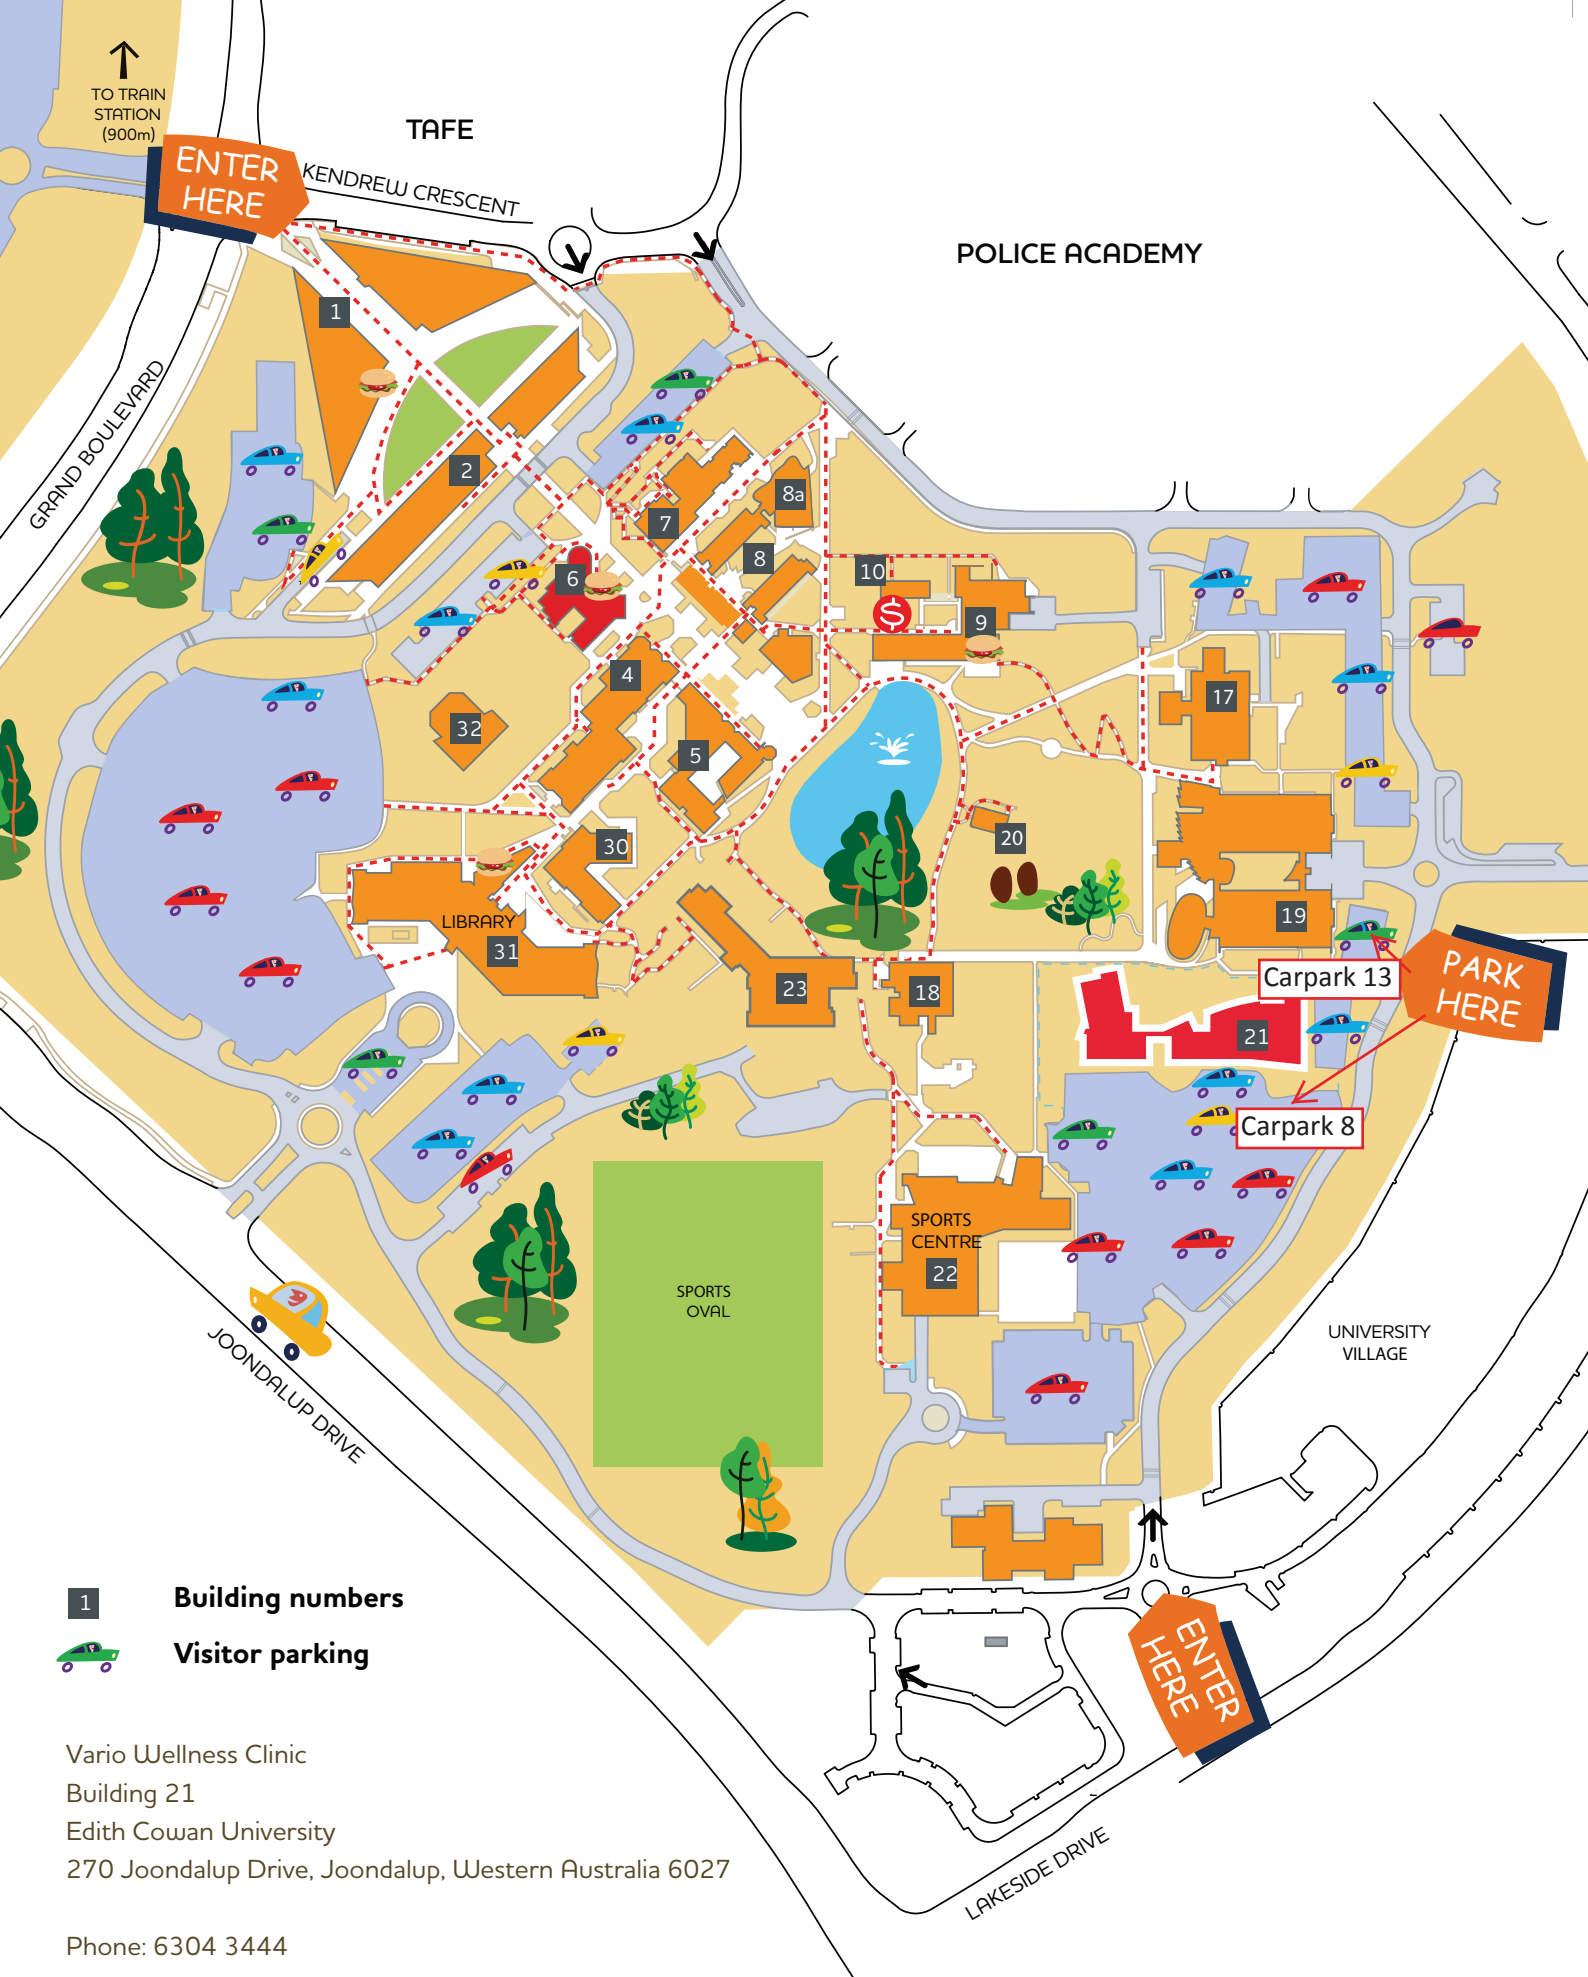 TO TRAIN
STATION
(900m)
ENTER
HERE
TAFE
KENDREW CRESCENT
POLICE ACADEMY
GRAND BOULEVARD
1
2
7
8a
8
6
10
$
9
4
17
32
5
30
20
LIBRARY
31
19
23
18
PARK
HERE
Carpark 13
21
Carpark 8
SPORTS
CENTRE
22
SPORTS
OVAL
UNIVERSITY
VILLAGE
JOONDALUP DRIVE
ENTER
HERE
LAKESIDE DRIVE
1 Building numbers
Visitor parking
Vario Wellness Clinic
Building 21
Edith Cowan University
270 Joondalup Drive, Joondalup, Western Australia 6027
Phone: 6304 3444